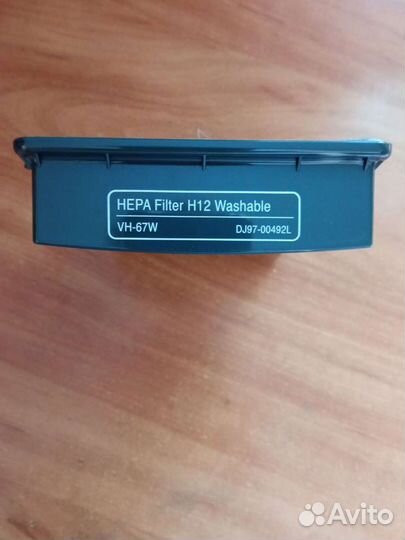 HEPA Filter H12 Washable
VH-67W DJ97-00492L
Avito